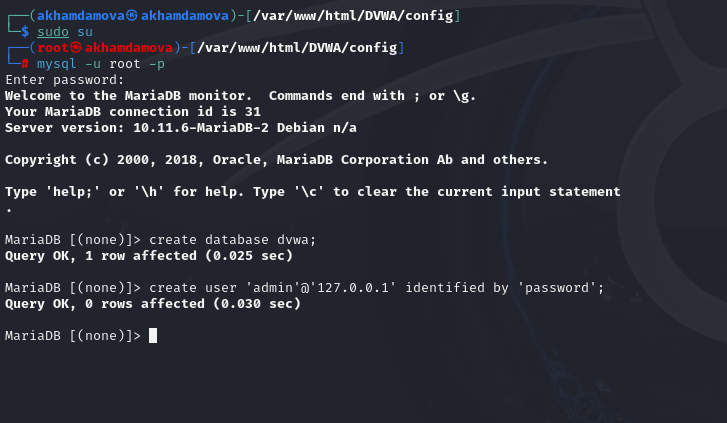 ┌──(akhamdamova㉿akhamdamova)-[/var/www/html/DVWA/config]
└─$ sudo su
┌──(root㉿akhamdamova)-[/var/www/html/DVWA/config]
└─# mysql -u root -p
Enter password:
Welcome to the MariaDB monitor.  Commands end with ; or \g.
Your MariaDB connection id is 31
Server version: 10.11.6-MariaDB-2 Debian n/a
Copyright (c) 2000, 2018, Oracle, MariaDB Corporation Ab and others.
Type 'help;' or '\h' for help. Type '\c' to clear the current input statement
.
MariaDB [(none)]> create database dvwa;
Query OK, 1 row affected (0.025 sec)
MariaDB [(none)]> create user 'admin'@'127.0.0.1' identified by 'password';
Query OK, 0 rows affected (0.030 sec)
MariaDB [(none)]>